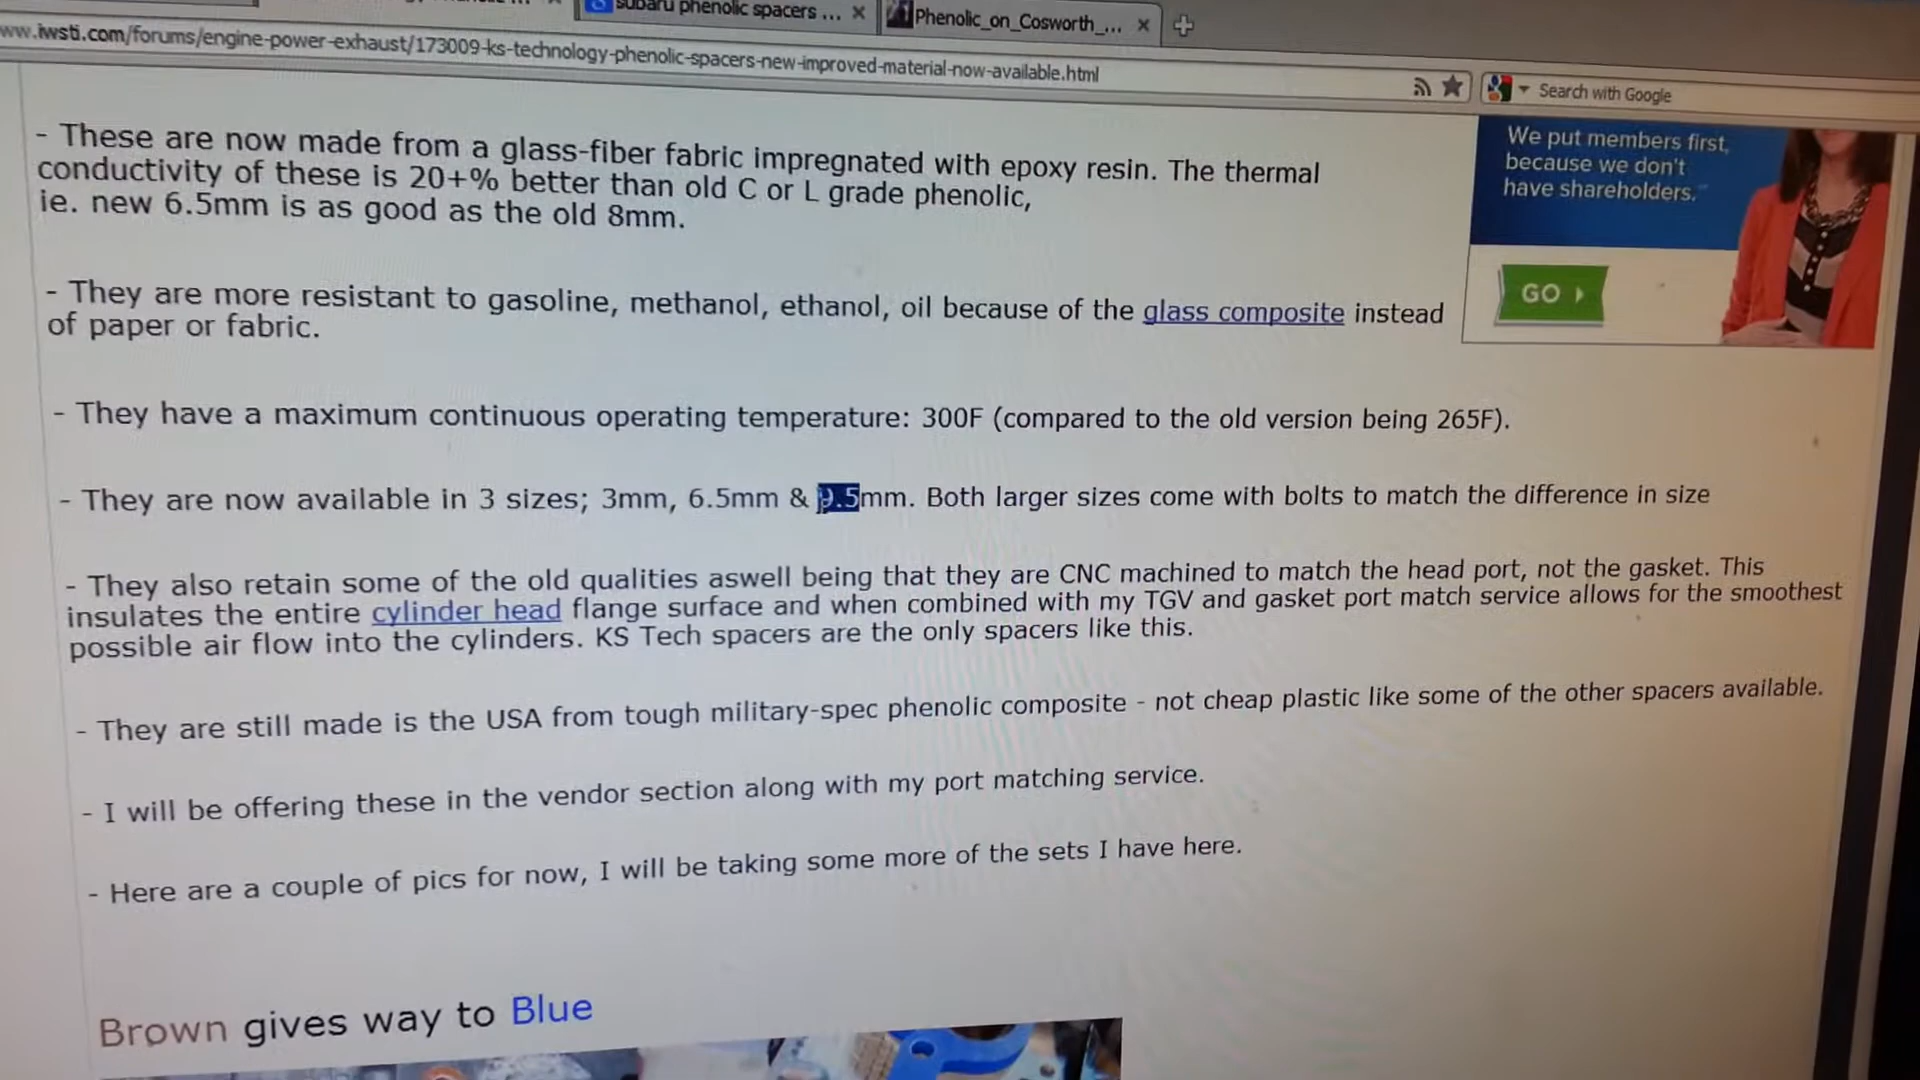 subaru phenolic spacers ...
Phenolic_on_Cosworth_...
ww.iwsti.com/forums/engine-power-exhaust/173009-ks-technology-phenolic-spacers-new-improved-material-now-available.html
Search with Google
- These are now made from a glass-fiber fabric impregnated with epoxy resin. The thermal
conductivity of these is 20+% better than old C or L grade phenolic,
ie. new 6.5mm is as good as the old 8mm.
We put members first,
because we don't
have shareholders.
GO
- They are more resistant to gasoline, methanol, ethanol, oil because of the glass composite instead
of paper or fabric.
- They have a maximum continuous operating temperature: 300F (compared to the old version being 265F).
- They are now available in 3 sizes; 3mm, 6.5mm & 9.5mm. Both larger sizes come with bolts to match the difference in size
- They also retain some of the old qualities aswell being that they are CNC machined to match the head port, not the gasket. This
insulates the entire cylinder head flange surface and when combined with my TGV and gasket port match service allows for the smoothest
possible air flow into the cylinders. KS Tech spacers are the only spacers like this.
- They are still made is the USA from tough military-spec phenolic composite - not cheap plastic like some of the other spacers available.
- I will be offering these in the vendor section along with my port matching service.
- Here are a couple of pics for now, I will be taking some more of the sets I have here.
Brown gives way to Blue